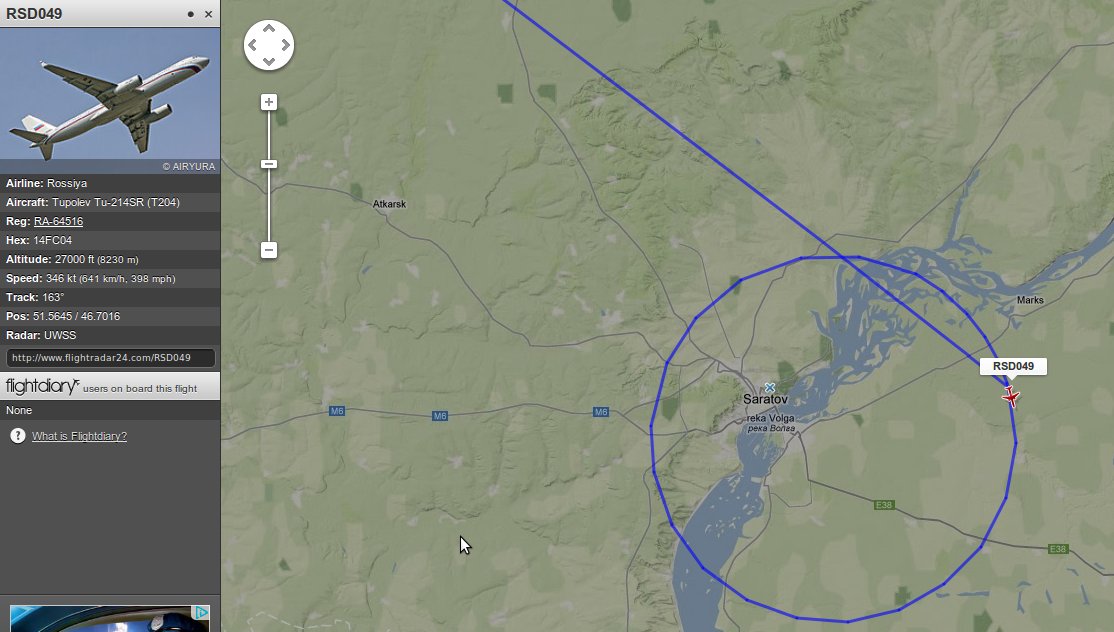 RSD049
© AIRYURA
Airline: Rossiya
Aircraft: Tupolev Tu-214SR (T204)
Reg: RA-64516
Hex: 14FC04
Altitude: 27000 ft (8230 m)
Speed: 346 kt (641 km/h, 398 mph)
Track: 163°
Pos: 51.5645 / 46.7016
Radar: UWSS
http://www.flightradar24.com/RSD049
flightdiary users on board this flight
None
? What is Flightdiary?
Atkarsk
Marks
RSD049
Saratov
reka Volga
река Волга
M6
M6
M6
E38
E38